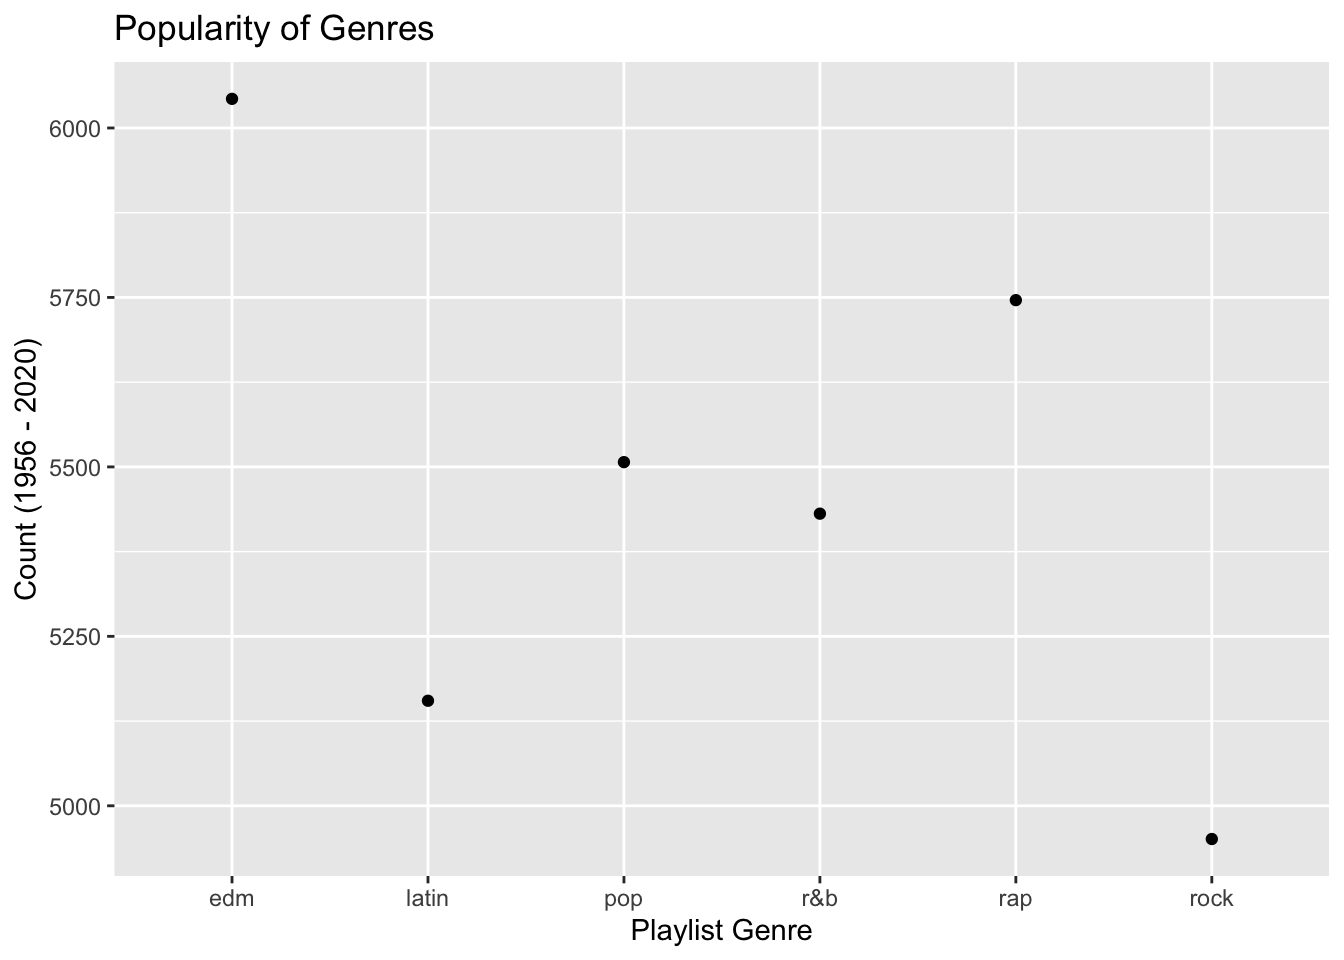 Popularity of Genres
Count (1956 - 2020)
6000
5750
5500
5250
5000
edm latin pop r&b rap rock
Playlist Genre